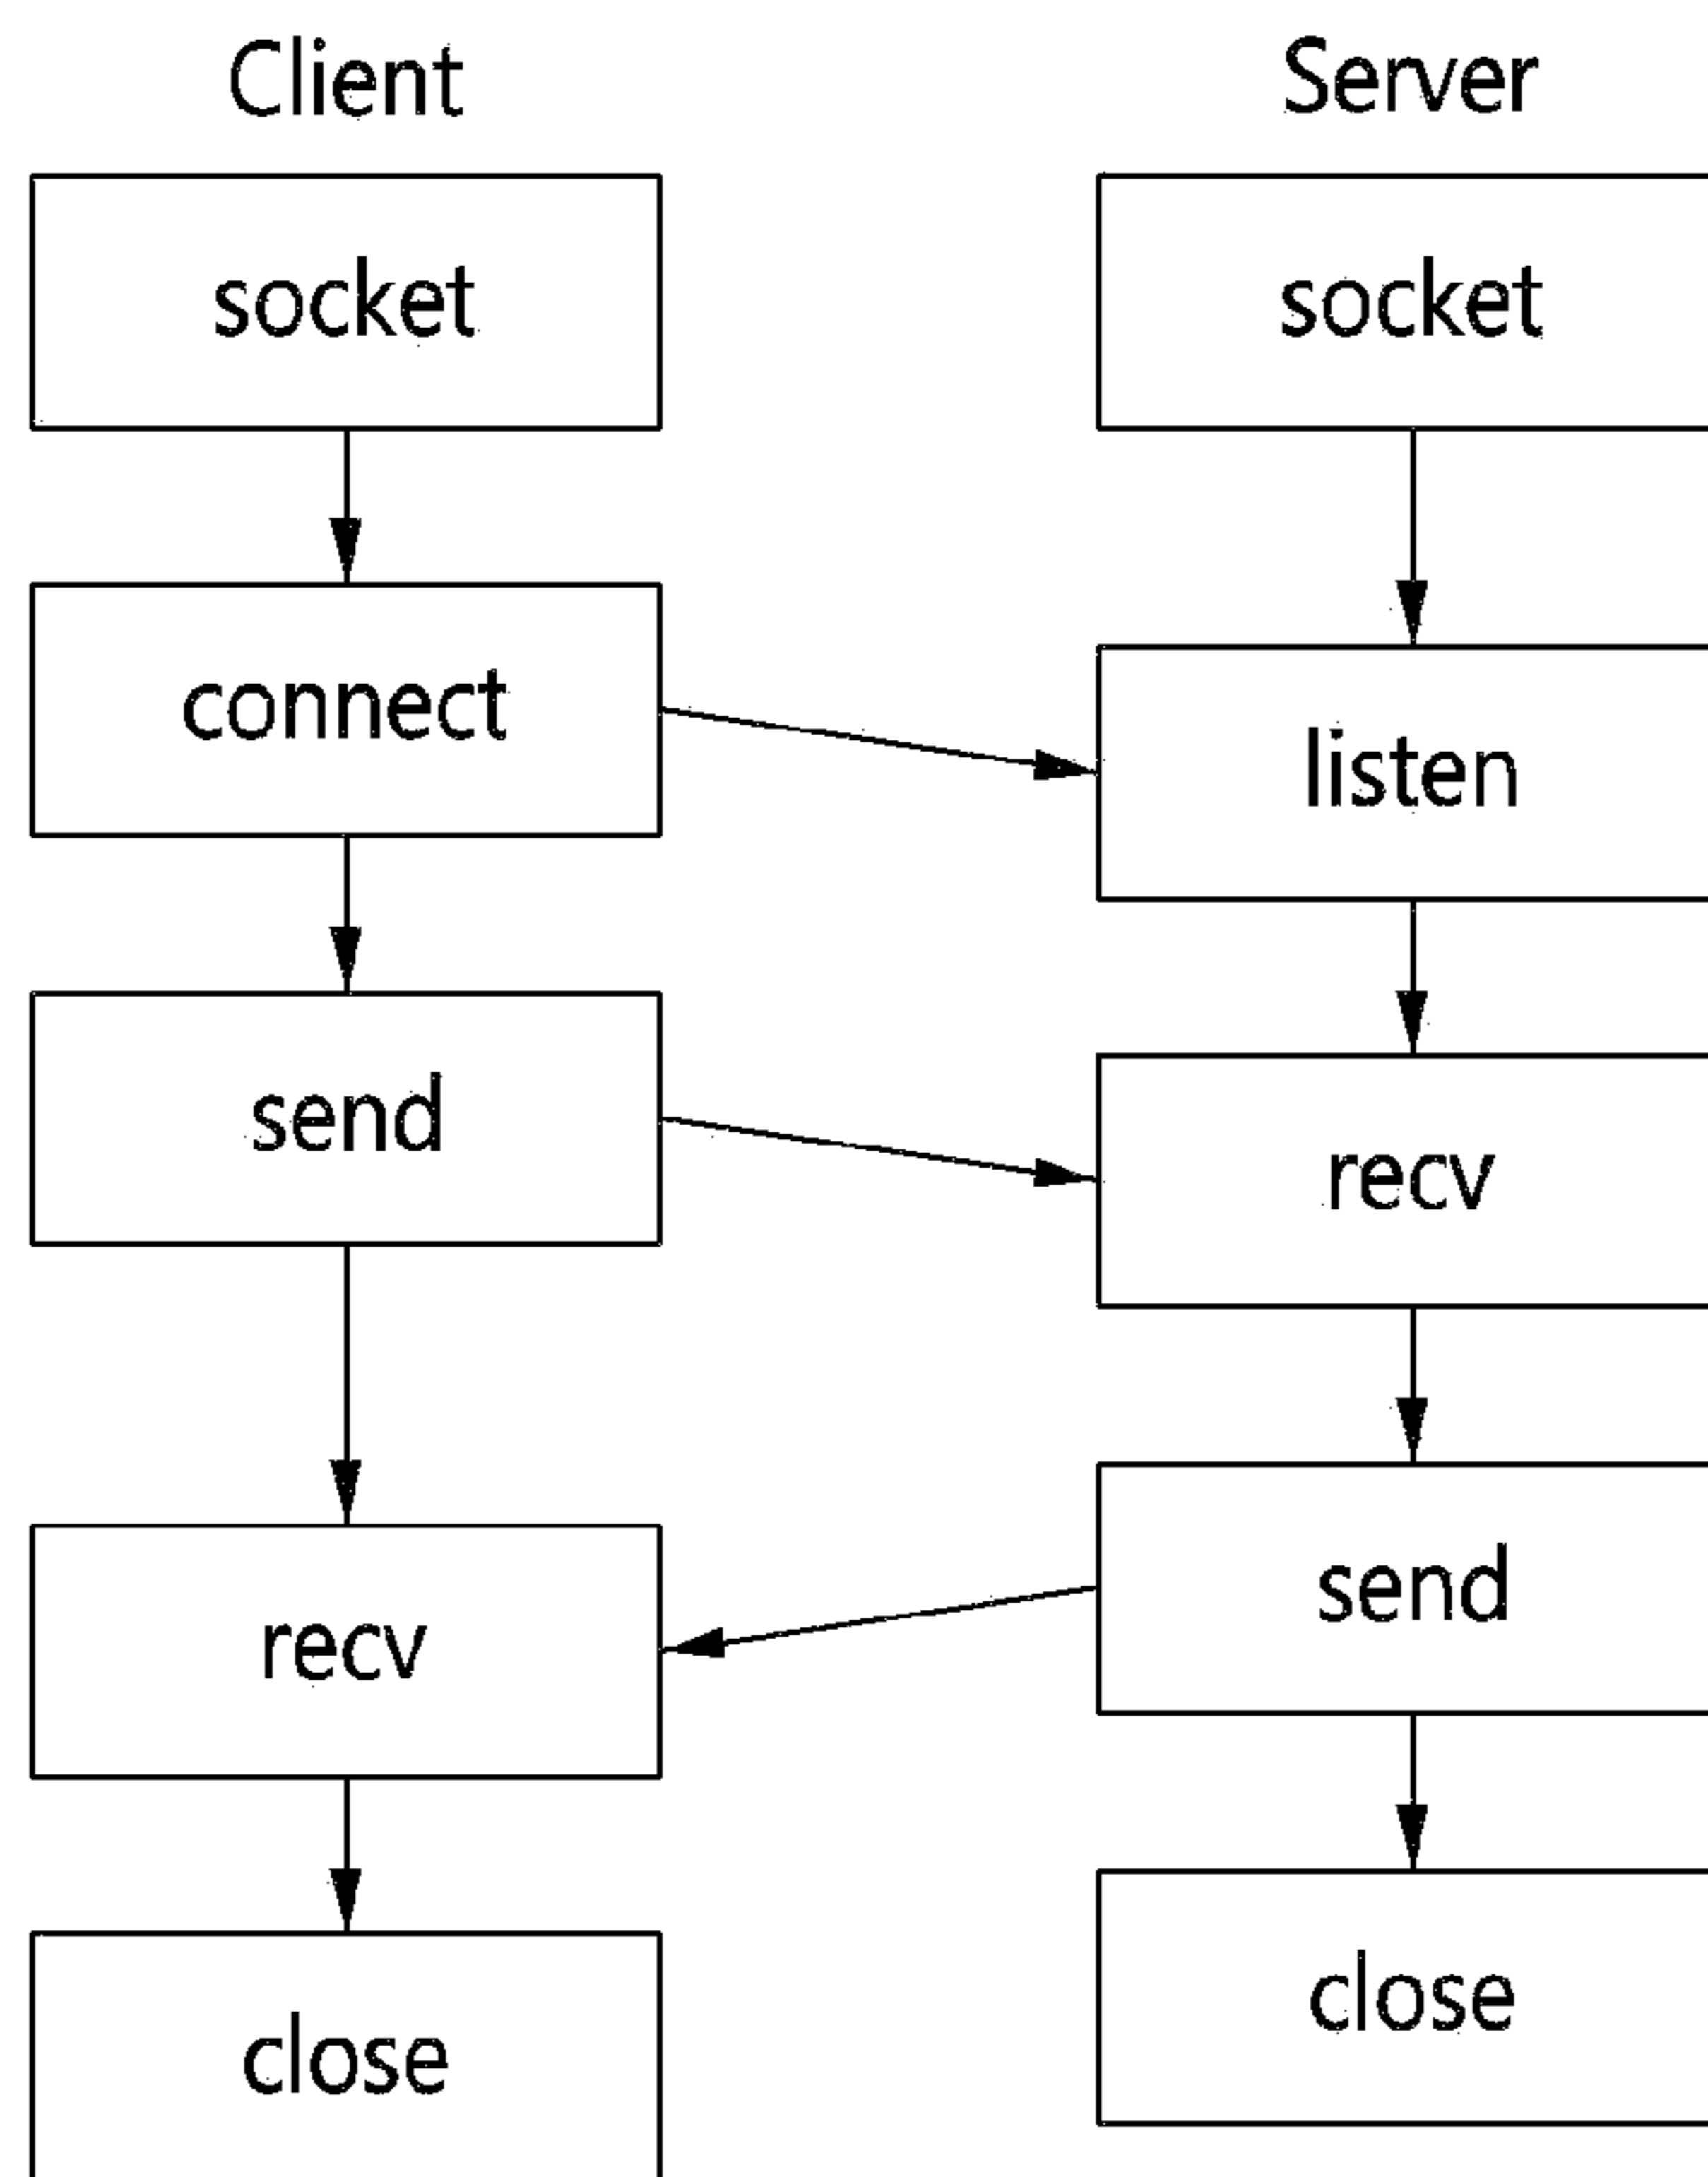 Client
Server
socket
socket
connect
listen
send
recv
send
recv
close
close